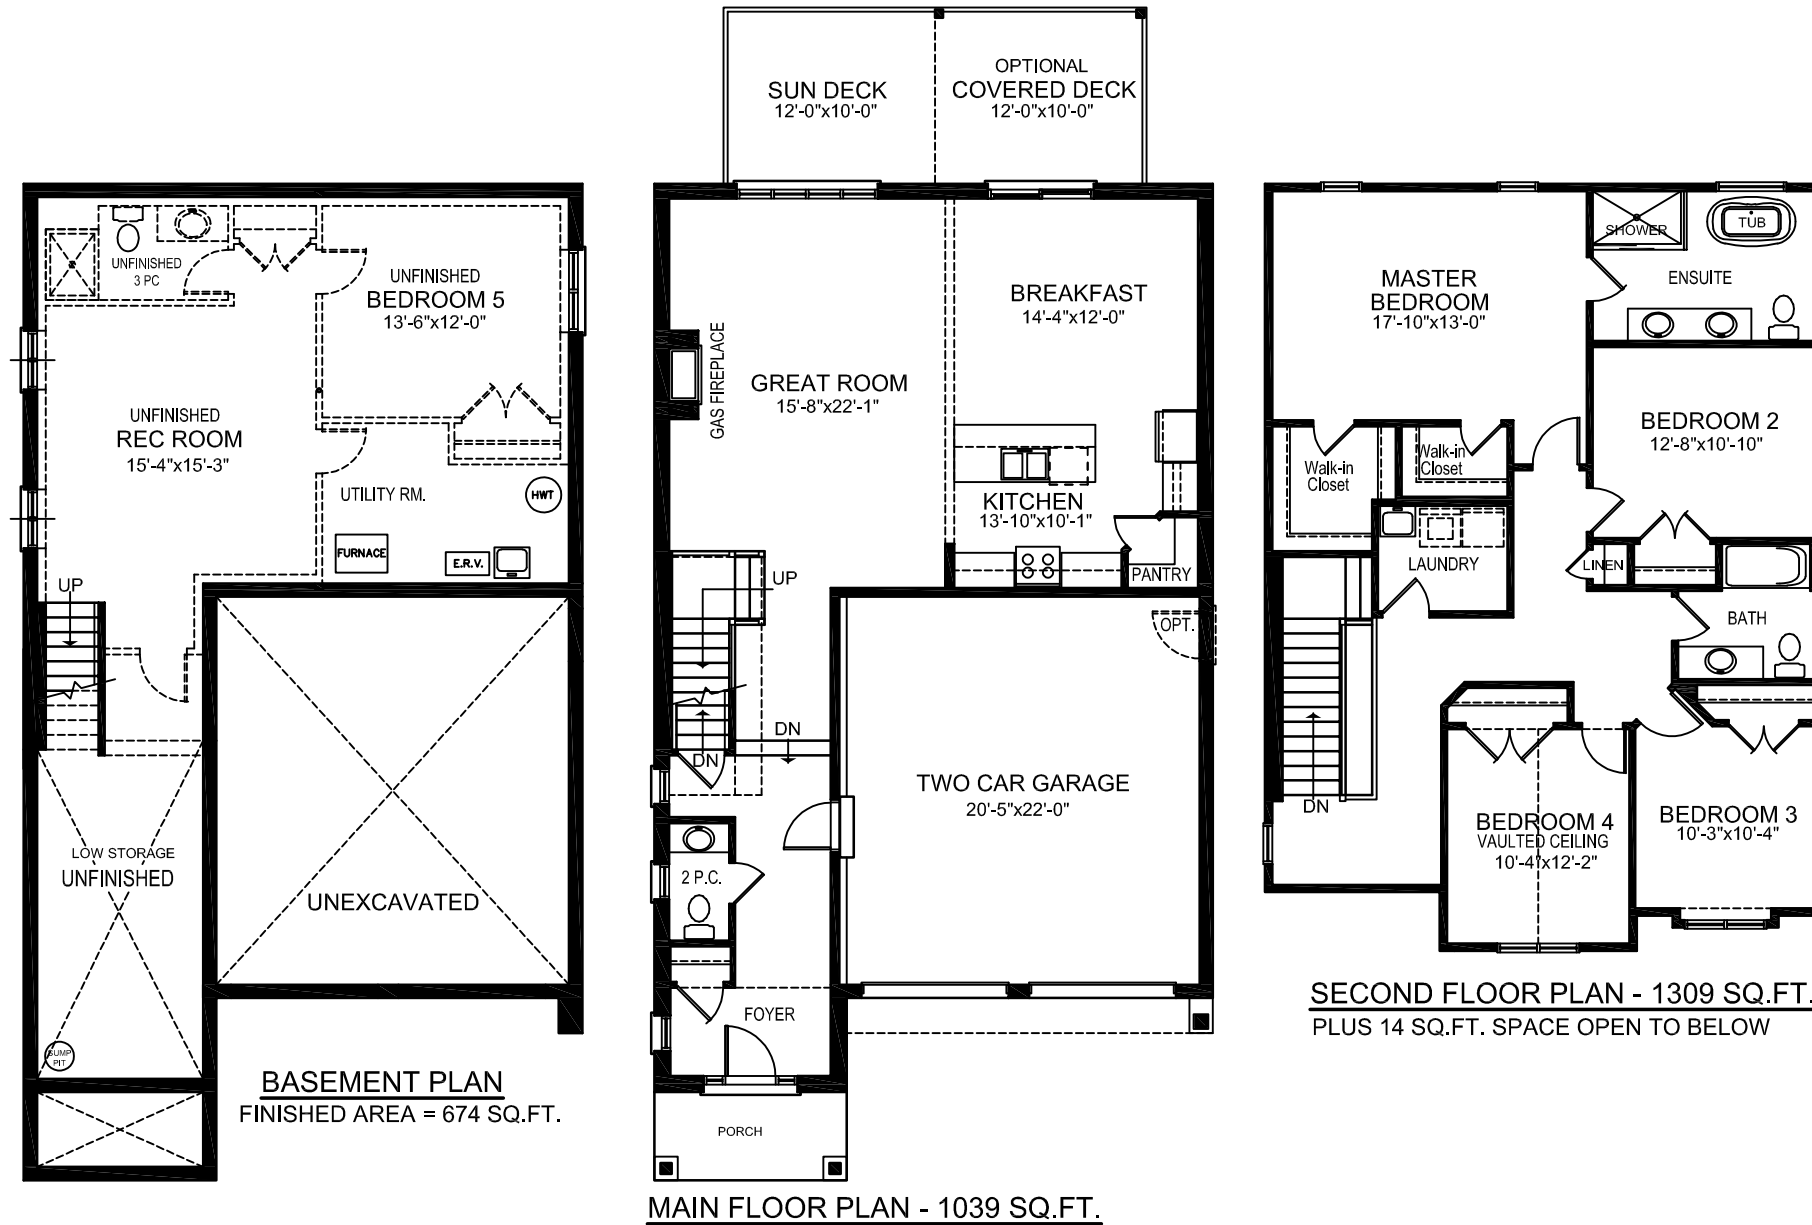 UNFINISHED
3 PC
UNFINISHED
BEDROOM 5
13'-6"x12'-0"
UNFINISHED
REC ROOM
15'-4"x15'-3"
UTILITY RM.
HWT
FURNACE
E.R.V.
UP
LOW STORAGE
UNFINISHED
UNEXCAVATED
SUMP
PIT
BASEMENT PLAN
FINISHED AREA = 674 SQ.FT.
SUN DECK
12'-0"x10'-0"
OPTIONAL
COVERED DECK
12'-0"x10'-0"
BREAKFAST
14'-4"x12'-0"
GAS FIREPLACE
GREAT ROOM
15'-8"x22'-1"
KITCHEN
13'-10"x10'-1"
PANTRY
UP
OPT.
DN
DN
TWO CAR GARAGE
20'-5"x22'-0"
2 P.C.
FOYER
PORCH
MAIN FLOOR PLAN - 1039 SQ.FT.
SHOWER
TUB
ENSUITE
MASTER
BEDROOM
17'-10"x13'-0"
BEDROOM 2
12'-8"x10'-10"
Walk-in
Closet
Walk-in
Closet
LAUNDRY
LINEN
BATH
DN
BEDROOM 4
VAULTED CEILING
10'-4"x12'-2"
BEDROOM 3
10'-3"x10'-4"
SECOND FLOOR PLAN - 1309 SQ.FT.
PLUS 14 SQ.FT. SPACE OPEN TO BELOW